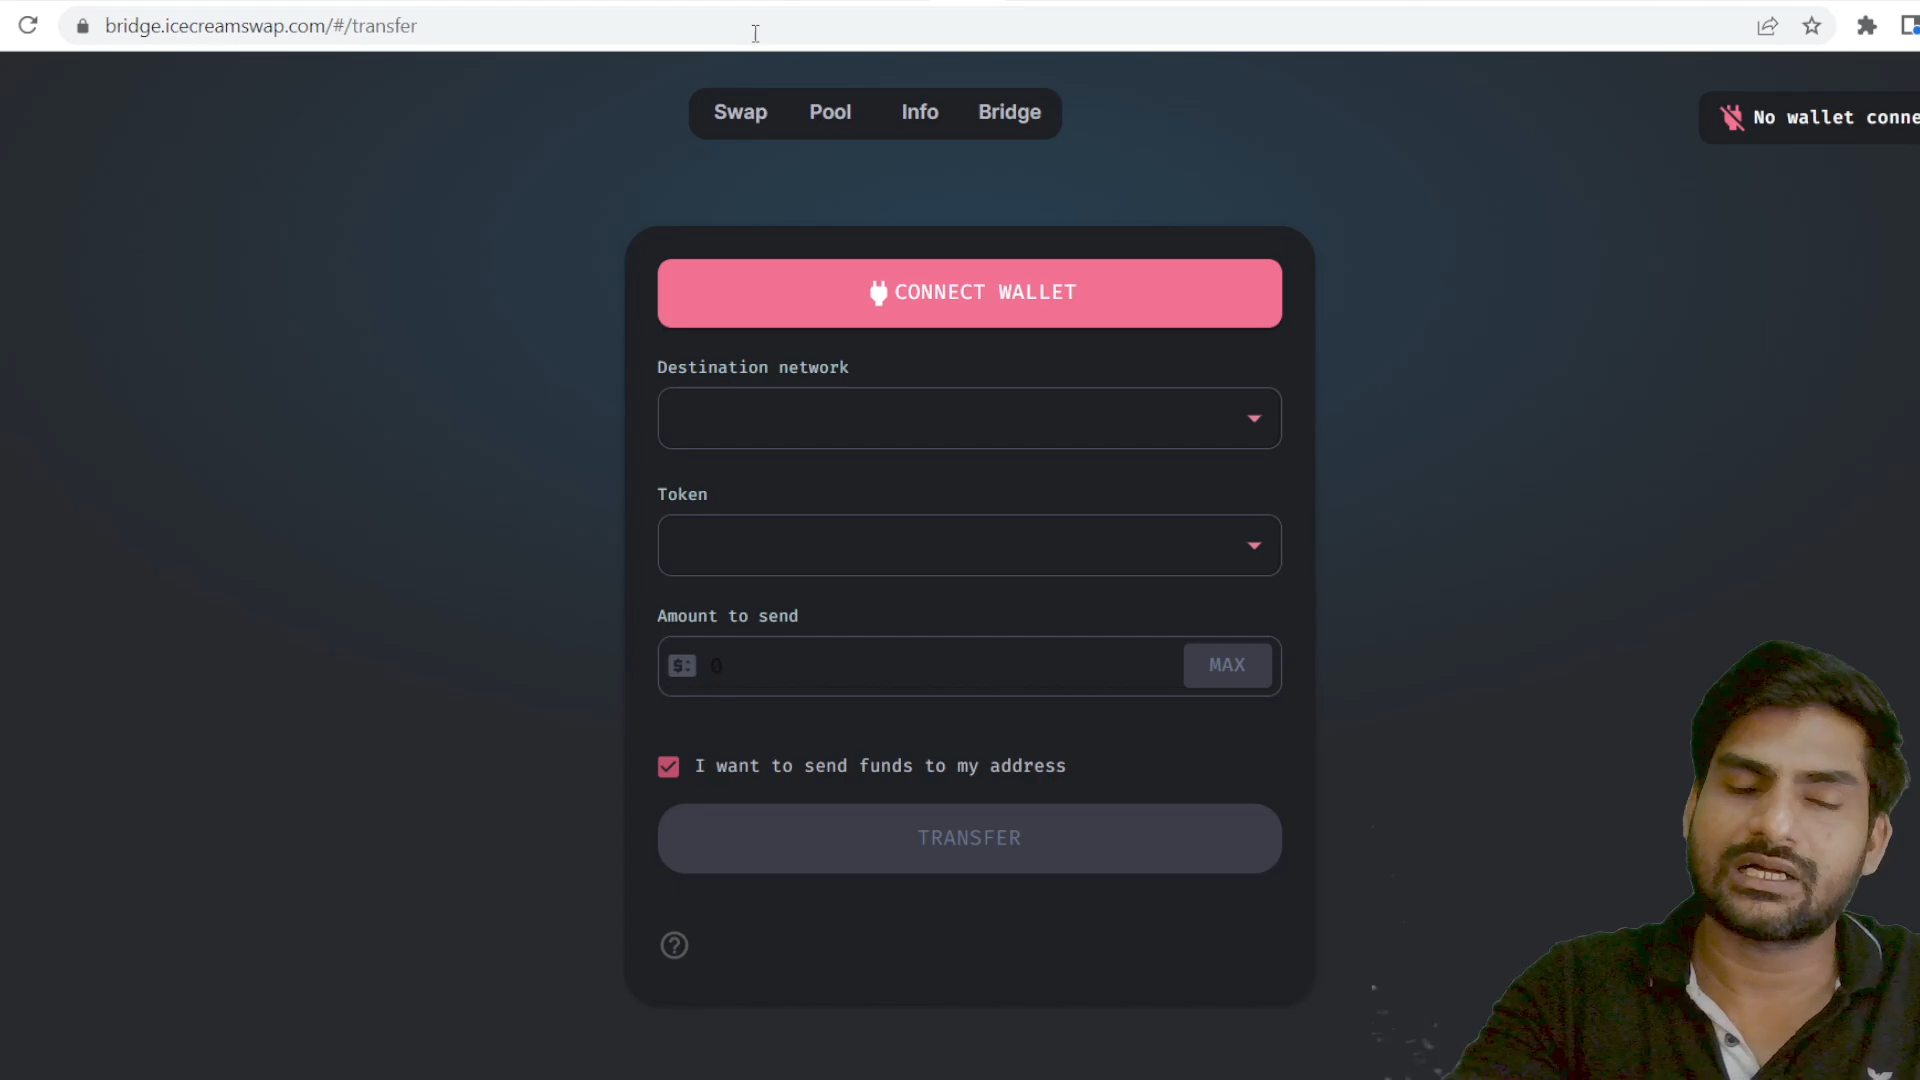 bridge.icecreamswap.com/#/transfer
Swap Pool Info Bridge
No wallet conne
CONNECT WALLET
Destination network
Token
Amount to send
$: 0 MAX
I want to send funds to my address
TRANSFER
?